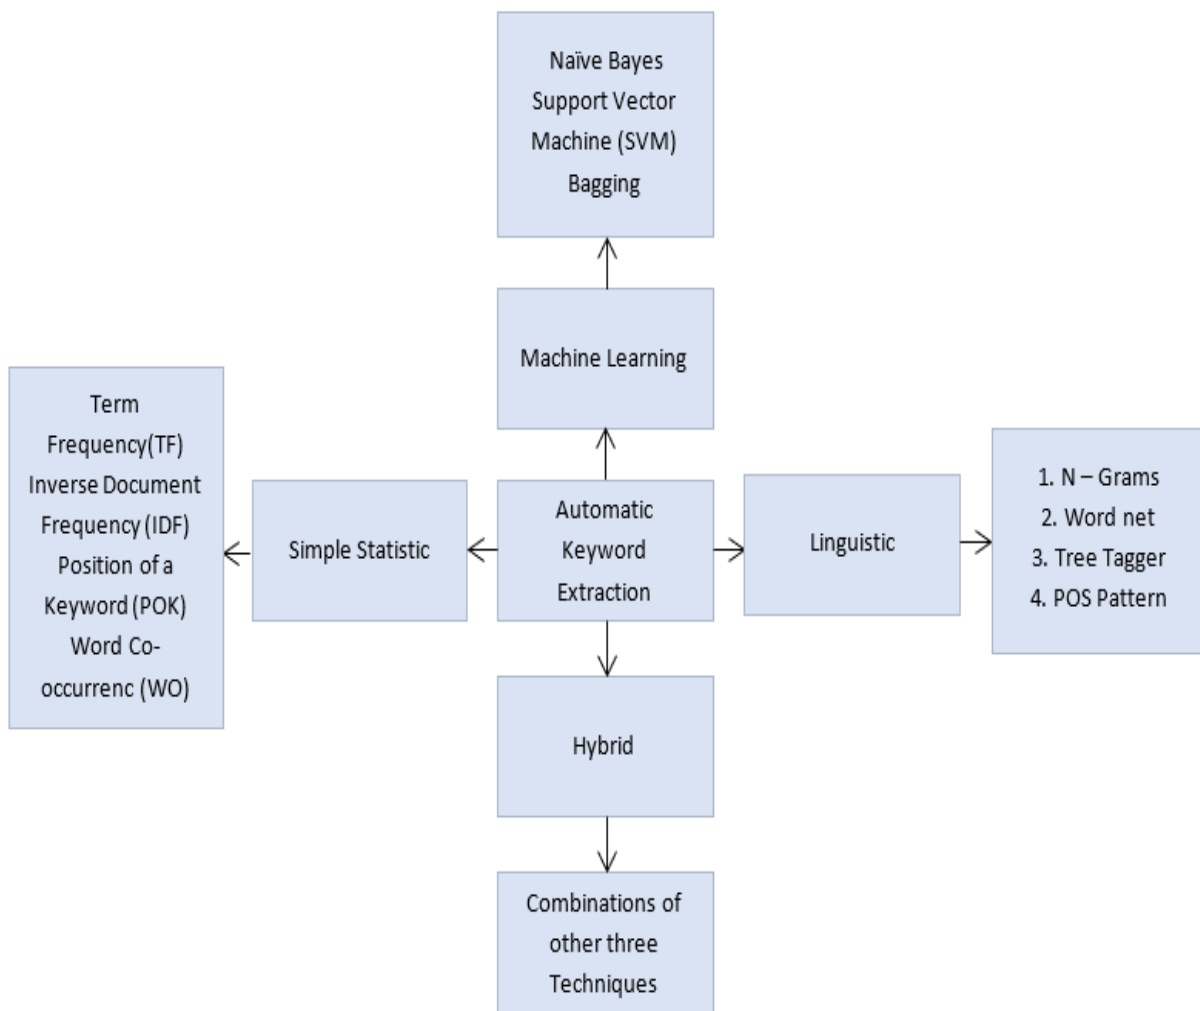 Naïve Bayes
Support Vector
Machine (SVM)
Bagging
Machine Learning
Term
Frequency(TF)
Inverse Document
Frequency (IDF)
Position of a
Keyword (POK)
Word Co-
occurrenc (WO)
Simple Statistic
Automatic
Keyword
Extraction
Linguistic
1. N – Grams
2. Word net
3. Tree Tagger
4. POS Pattern
Hybrid
Combinations of
other three
Techniques